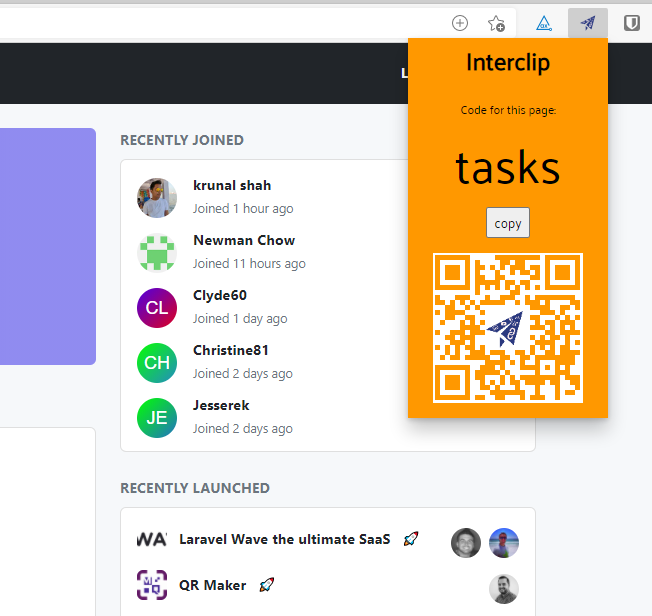 Interclip
Code for this page:
tasks
copy
RECENTLY JOINED
krunal shah
Joined 1 hour ago
Newman Chow
Joined 11 hours ago
CL
Clyde60
Joined 1 day ago
CH
Christine81
Joined 2 days ago
JE
Jesserek
Joined 2 days ago
RECENTLY LAUNCHED
WA
Laravel Wave the ultimate SaaS
QR Maker